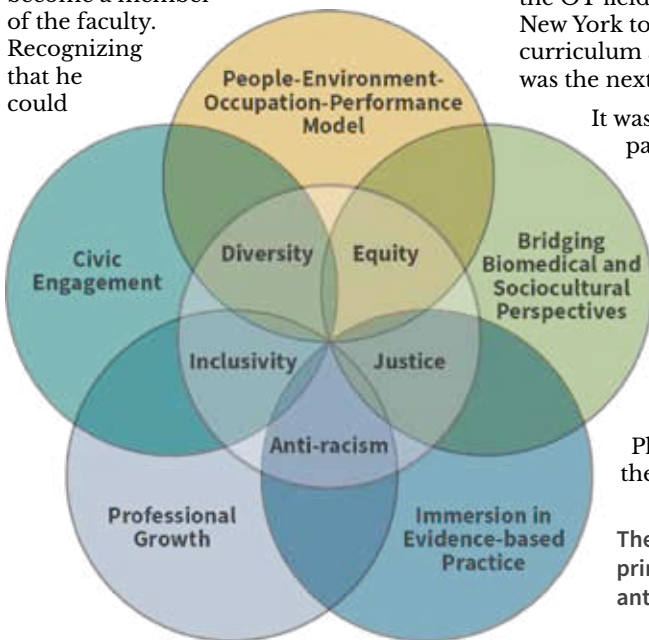 of the faculty.
Recognizing
that he
could
New York to
curriculum
was the next
It was
People-Environment-
Occupation-Performance
Model
Civic
Engagement
Diversity
Equity
Bridging
Biomedical and
Sociocultural
Perspectives
Inclusivity
Justice
Anti-racism
Professional
Growth
Immersion in
Evidence-based
Practice
the